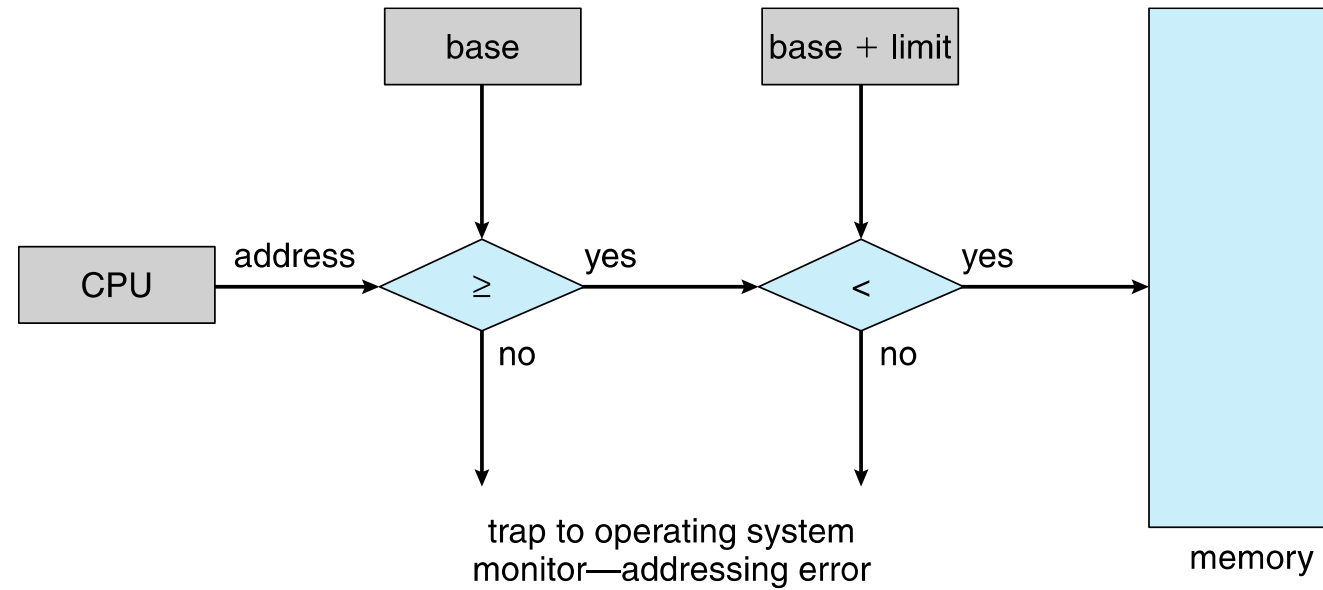 base
base + limit
CPU
address
≥
yes
<
yes
no
no
trap to operating system
monitor—addressing error
memory